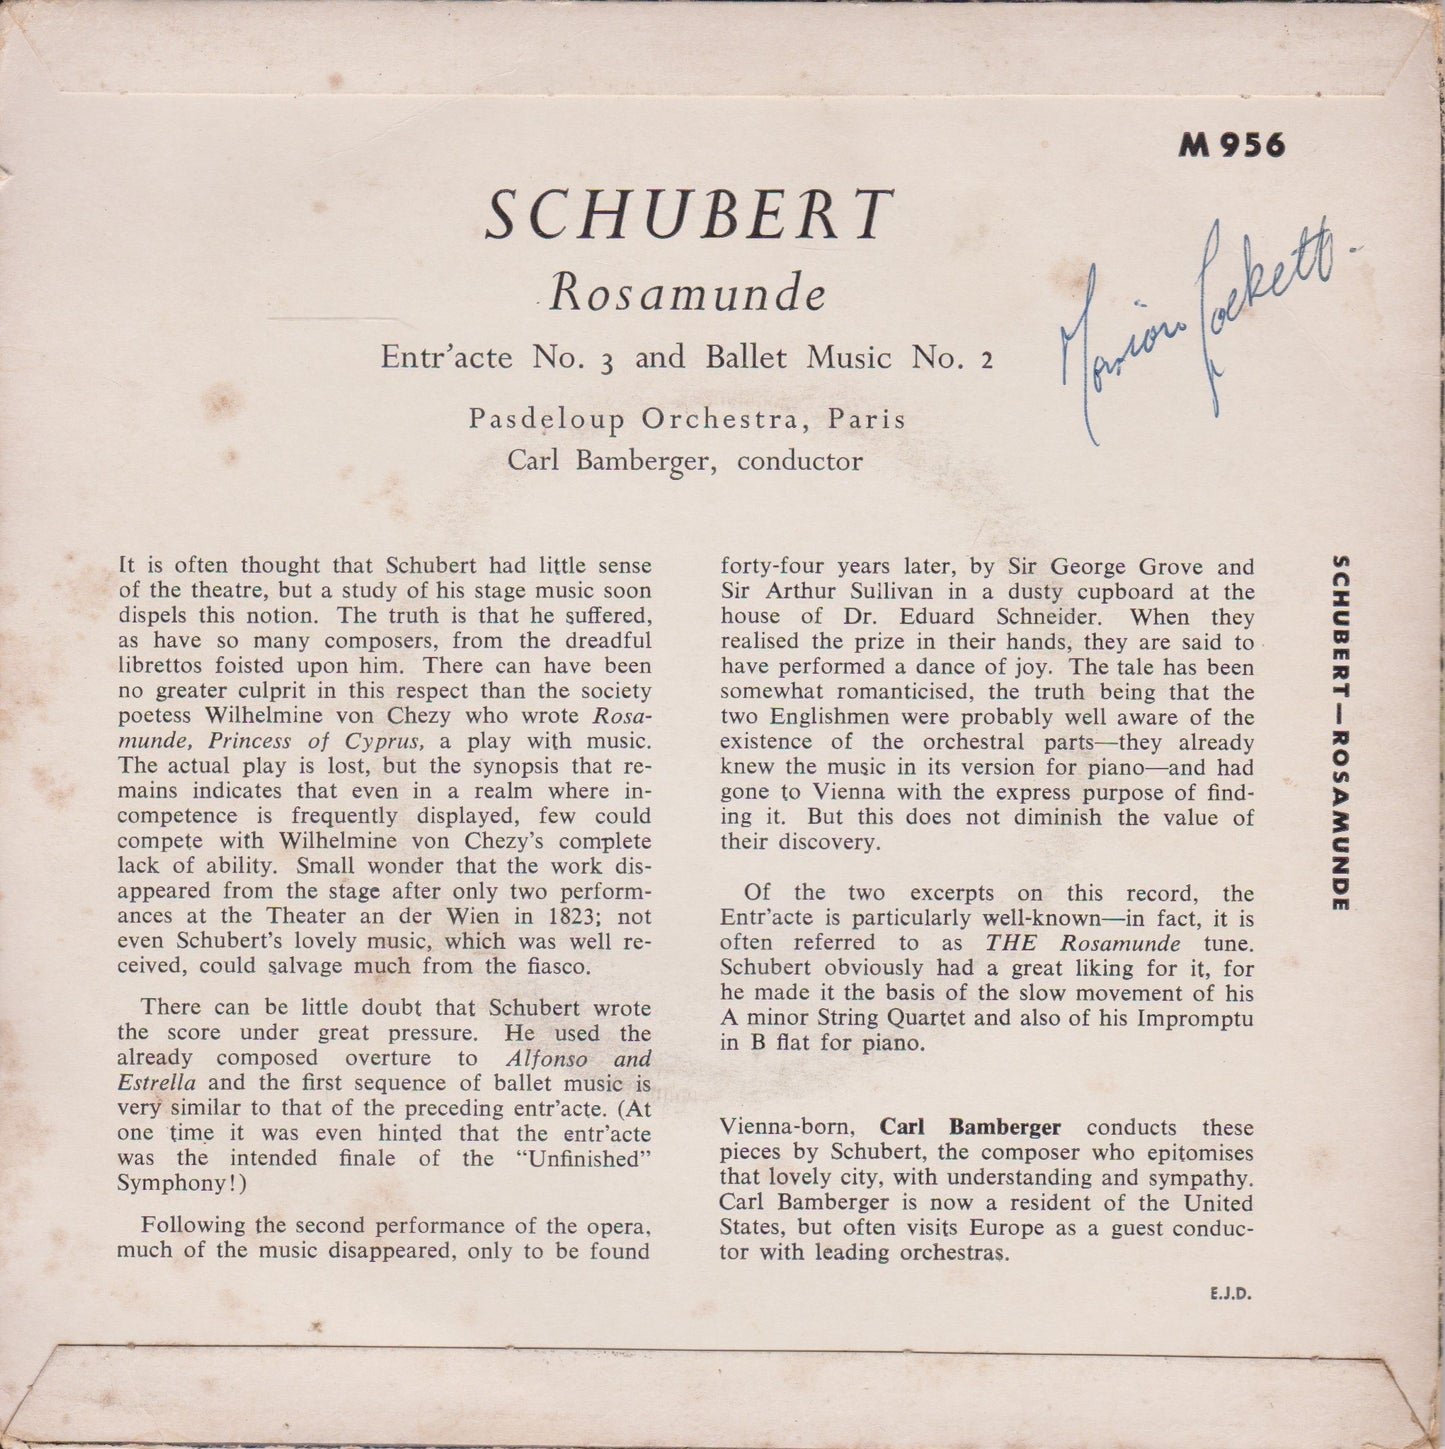 M 956
SCHUBERT
Rosamunde
Entr’acte No. 3 and Ballet Music No. 2
Pasdeloup Orchestra, Paris
Carl Bamberger, conductor
Marion Lockett.
It is often thought that Schubert had little sense
of the theatre, but a study of his stage music soon
dispels this notion. The truth is that he suffered,
as have so many composers, from the dreadful
librettos foisted upon him. There can have been
no greater culprit in this respect than the society
poetess Wilhelmine von Chezy who wrote Rosa-
munde, Princess of Cyprus, a play with music.
The actual play is lost, but the synopsis that re-
mains indicates that even in a realm where in-
competence is frequently displayed, few could
compete with Wilhelmine von Chezy’s complete
lack of ability. Small wonder that the work dis-
appeared from the stage after only two perform-
ances at the Theater an der Wien in 1823; not
even Schubert’s lovely music, which was well re-
ceived, could salvage much from the fiasco.
There can be little doubt that Schubert wrote
the score under great pressure. He used the
already composed overture to Alfonso and
Estrella and the first sequence of ballet music is
very similar to that of the preceding entr’acte. (At
one time it was even hinted that the entr’acte
was the intended finale of the “Unfinished”
Symphony!)
Following the second performance of the opera,
much of the music disappeared, only to be found
forty-four years later, by Sir George Grove and
Sir Arthur Sullivan in a dusty cupboard at the
house of Dr. Eduard Schneider. When they
realised the prize in their hands, they are said to
have performed a dance of joy. The tale has been
somewhat romanticised, the truth being that the
two Englishmen were probably well aware of the
existence of the orchestral parts—they already
knew the music in its version for piano—and had
gone to Vienna with the express purpose of find-
ing it. But this does not diminish the value of
their discovery.
Of the two excerpts on this record, the
Entr’acte is particularly well-known—in fact, it is
often referred to as THE Rosamunde tune.
Schubert obviously had a great liking for it, for
he made it the basis of the slow movement of his
A minor String Quartet and also of his Impromptu
in B flat for piano.
Vienna-born, Carl Bamberger conducts these
pieces by Schubert, the composer who epitomises
that lovely city, with understanding and sympathy.
Carl Bamberger is now a resident of the United
States, but often visits Europe as a guest conduc-
tor with leading orchestras.
E.J.D.
SCHUBERT—ROSAMUNDE